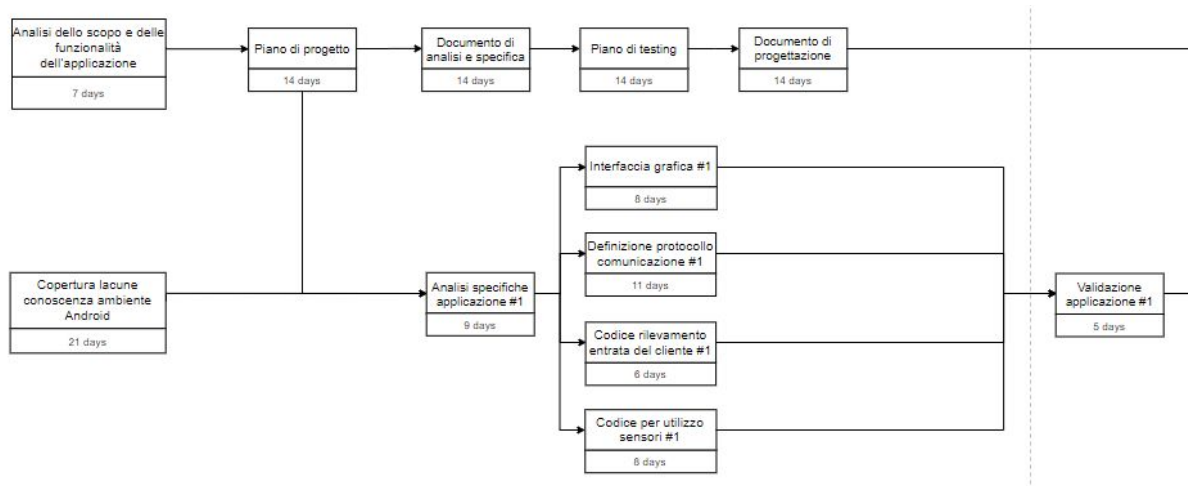 Analisi dello scopo e delle
funzionalità
dell'applicazione
7 days
Piano di progetto
14 days
Documento di
analisi e specifica
14 days
Piano di testing
14 days
Documento di
progettazione
14 days
Interfaccia grafica #1
8 days
Definizione protocollo
comunicazione #1
11 days
Copertura lacune
conoscenza ambiente
Android
21 days
Analisi specifiche
applicazione #1
9 days
Codice rilevamento
entrata del cliente #1
6 days
Codice per utilizzo
sensori #1
8 days
Validazione
applicazione #1
5 days